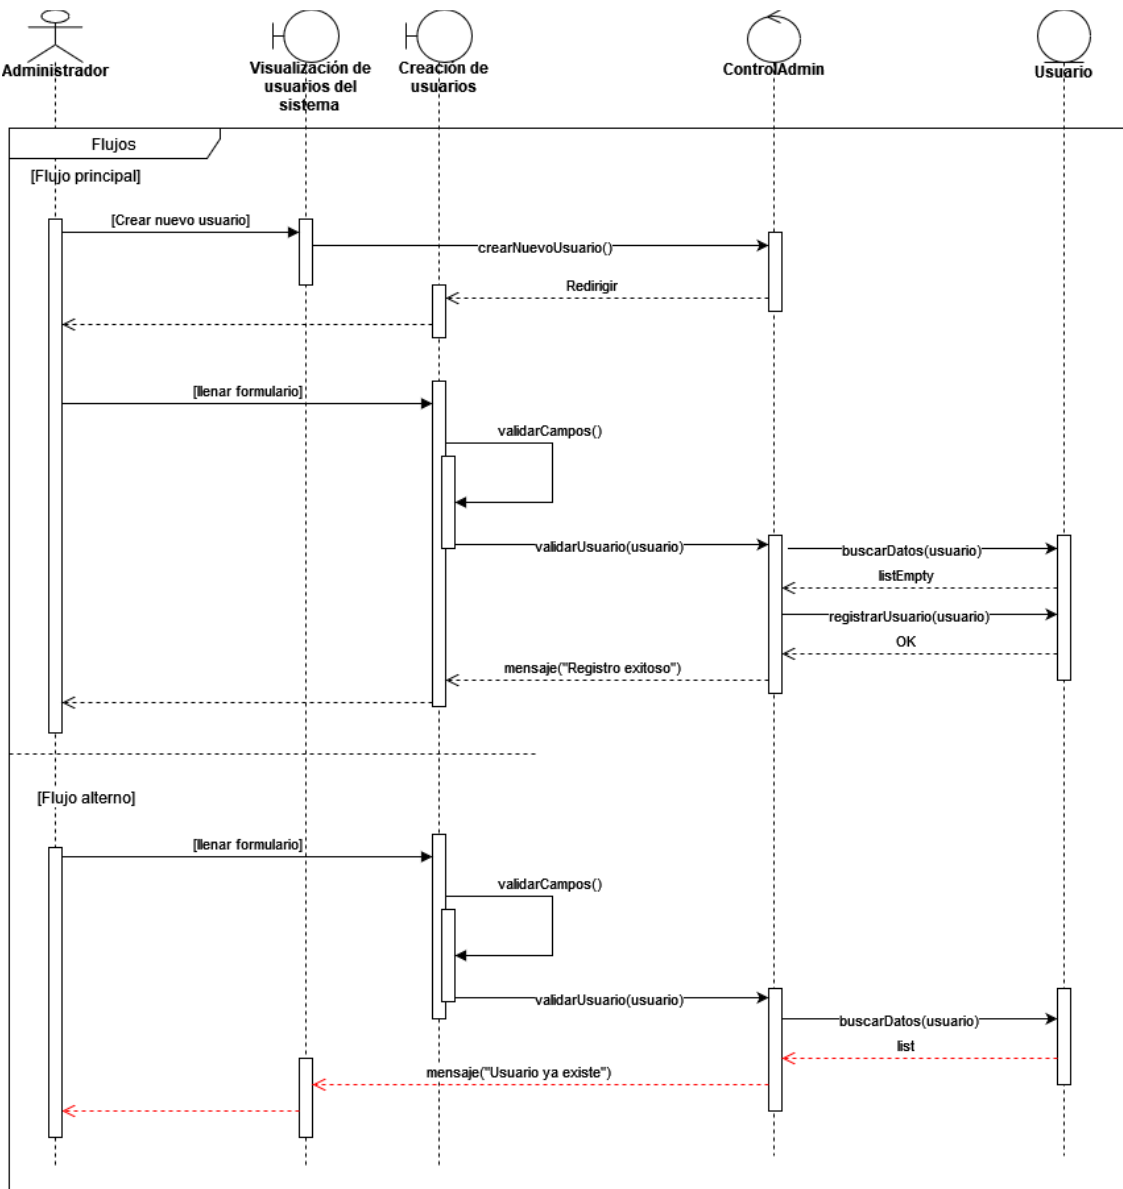 Administrador
Visualización de
usuarios del
sistema
Creación de
usuarios
ControlAdmin
Usuario
Flujos
[Flujo principal]
[Crear nuevo usuario]
crearNuevoUsuario()
Redirigir
[llenar formulario]
validarCampos()
validarUsuario(usuario)
buscarDatos(usuario)
listEmpty
registrarUsuario(usuario)
OK
mensaje("Registro exitoso")
[Flujo alterno]
[llenar formulario]
validarCampos()
validarUsuario(usuario)
buscarDatos(usuario)
list
mensaje("Usuario ya existe")